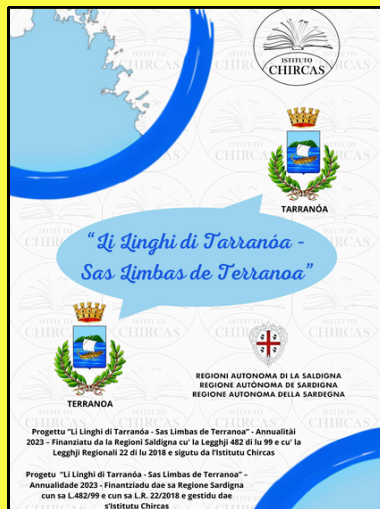 ISTITUTO
CHIRCAS
TARRANÓA
“Li Linghi di Tarranóa -
Sas Limbas de Terranoa”
TERRANOA
REGIONI AUTONOMA DI LA SALDIGNA
REGIONE AUTÒNOMA DE SARDIGNA
REGIONE AUTONOMA DELLA SARDEGNA
Progettu “Li Linghi di Tarranóa - Sas Limbas de Terranoa” - Annualitài
2023 – Finanziatu da la Regioni Saldigna cu' la Legghji 482 di lu 99 e cu' la
Legghji Regionali 22 di lu 2018 e sigutu da l'Istitutu Chircas
Progetu “Li Linghi di Tarranóa - Sas Limbas de Terranoa” –
Annualidade 2023 - Finantziadu dae sa Regione Sardigna
cun sa L.482/99 e cun sa L.R. 22/2018 e gestidu dae
s'Istitutu Chircas